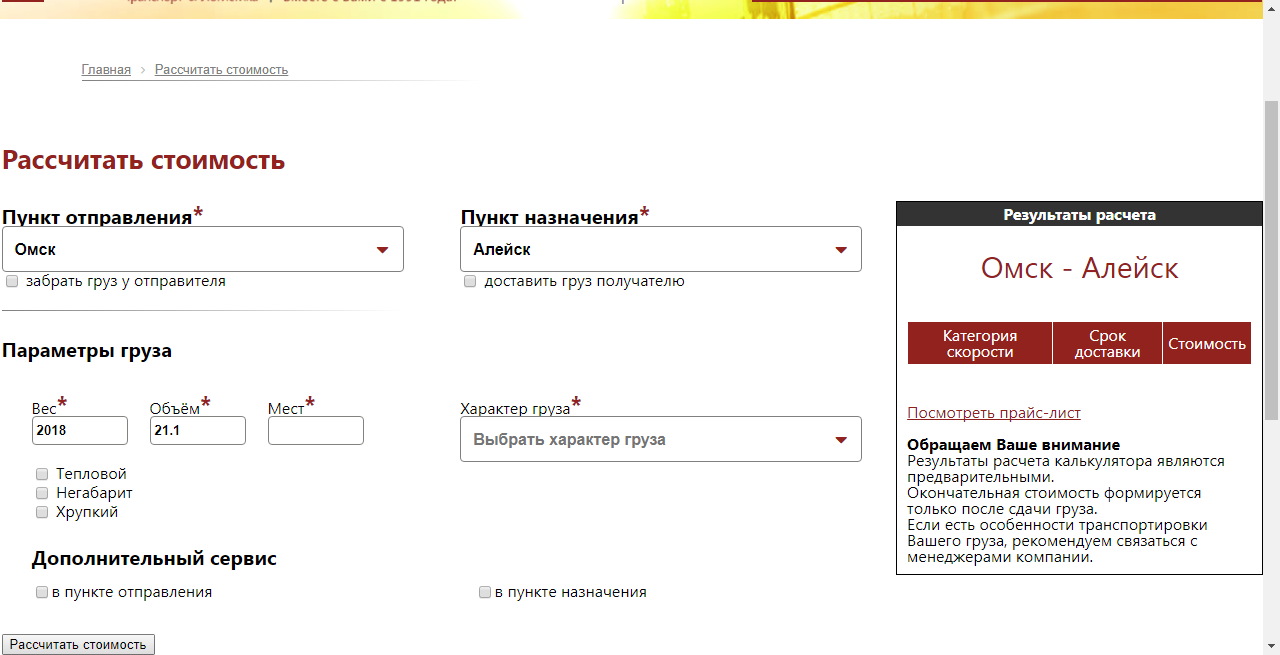 Главная › Рассчитать стоимость
Рассчитать стоимость
Пункт отправления*
Омск
забрать груз у отправителя
Пункт назначения*
Алейск
доставить груз получателю
Параметры груза
Вес* Объём* Мест*
2018 21.1
Характер груза*
Выбрать характер груза
Тепловой
Негабарит
Хрупкий
Дополнительный сервис
в пункте отправления
в пункте назначения
Рассчитать стоимость
Результаты расчета
Омск - Алейск
Категория скорости
Срок доставки
Стоимость
Посмотреть прайс-лист
Обращаем Ваше внимание
Результаты расчета калькулятора являются
предварительными.
Окончательная стоимость формируется
только после сдачи груза.
Если есть особенности транспортировки
Вашего груза, рекомендуем связаться с
менеджерами компании.